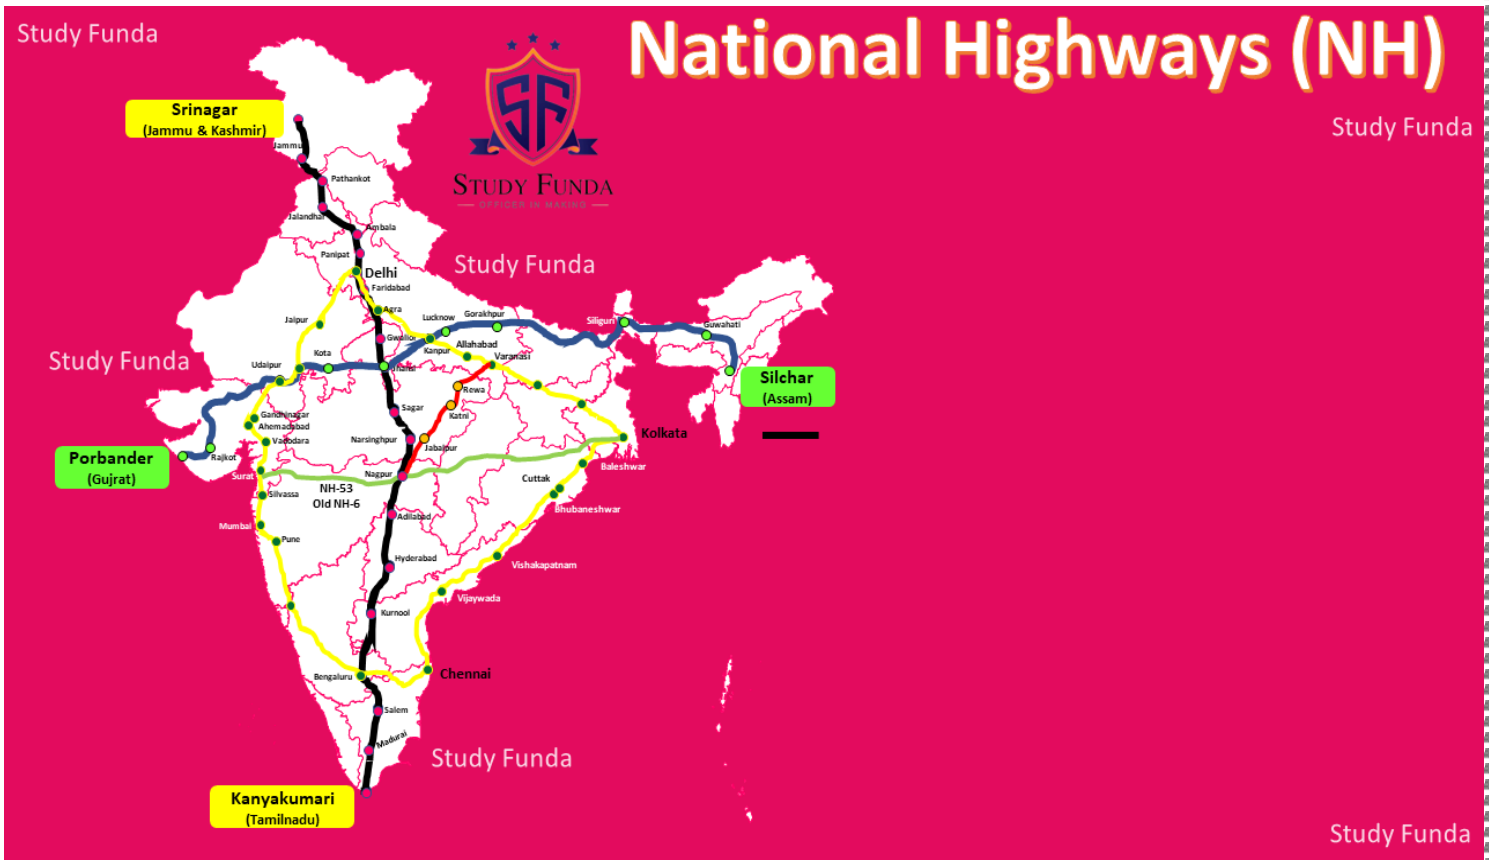 Study Funda
National Highways (NH)
SF
STUDY FUNDA
OFFICER IN MAKING
Study Funda
Srinagar
(Jammu & Kashmir)
Jammu
Pathankot
Jalandhar
Ambala
Panipat
Study Funda
Delhi
Faridabad
Agra
Jaipur
Lucknow
Gorakhpur
Siliguri
Guwahati
Gwalior
Kanpur
Allahabad
Varanasi
Study Funda
Udaipur
Kota
Jhansi
Silchar
(Assam)
Rewa
Katni
Sagar
Gandhinagar
Ahemadabad
Vadodara
Narsinghpur
Jabalpur
Kolkata
Porbander
(Gujrat)
Rajkot
Surat
Nagpur
Baleshwar
NH-53
Old NH-6
Cuttak
Silvassa
Bhubaneshwar
Mumbai
Adilabad
Pune
Hyderabad
Vishakapatnam
Vijaywada
Kurnool
Bengaluru
Chennai
Salem
Madurai
Study Funda
Kanyakumari
(Tamilnadu)
Study Funda